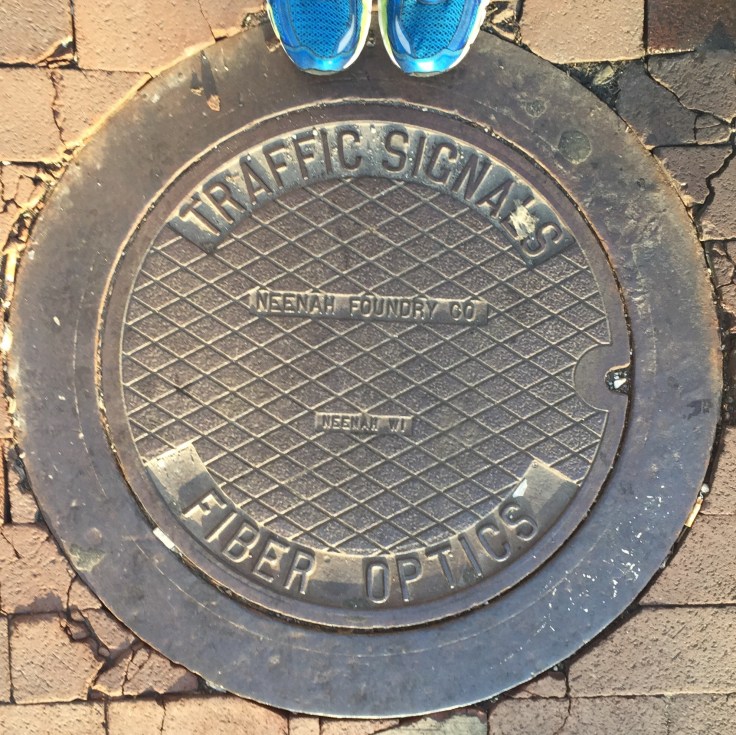 TRAFFIC SIGNALS
NEENAH FOUNDRY CO
NEENAH WI
FIBER OPTICS